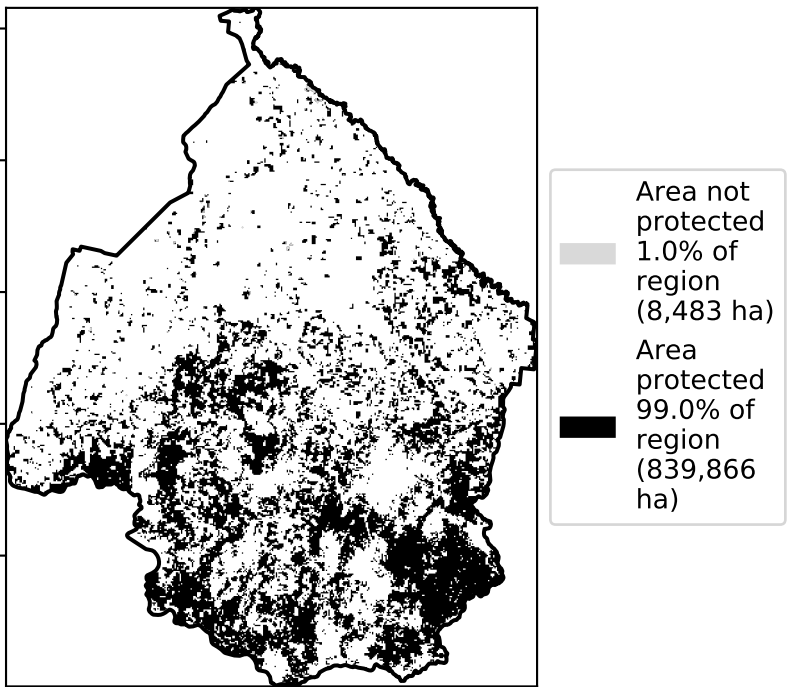 Area not
protected
1.0% of
region
(8,483 ha)
Area
protected
99.0% of
region
(839,866
ha)